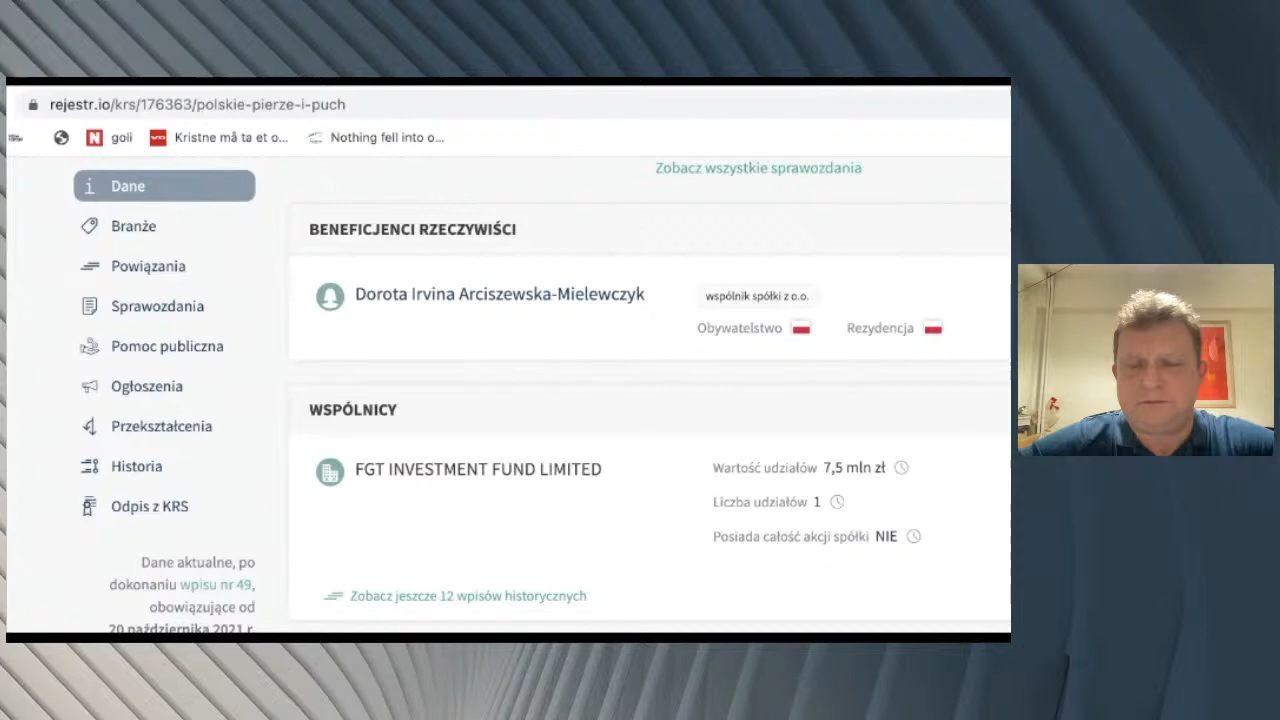 rejestr.io/krs/176363/polskie-pierze-i-puch
N goli Kristne må ta et o... Nothing fell into o...
Zobacz wszystkie sprawozdania
Dane
Branże
Powiązania
Sprawozdania
Pomoc publiczna
Ogłoszenia
Przekształcenia
Historia
Odpis z KRS
Dane aktualne, po
dokonaniu wpisu nr 49,
obowiązujące od
20 października 2021 r.
BENEFICJENCI RZECZYWIŚCI
Dorota Irvina Arciszewska-Mielewczyk
wspólnik spółki z o.o.
Obywatelstwo Rezydencja
WSPÓLNICY
FGT INVESTMENT FUND LIMITED
Wartość udziałów 7,5 mln zł
Liczba udziałów 1
Posiada całość akcji spółki NIE
Zobacz jeszcze 12 wpisów historycznych